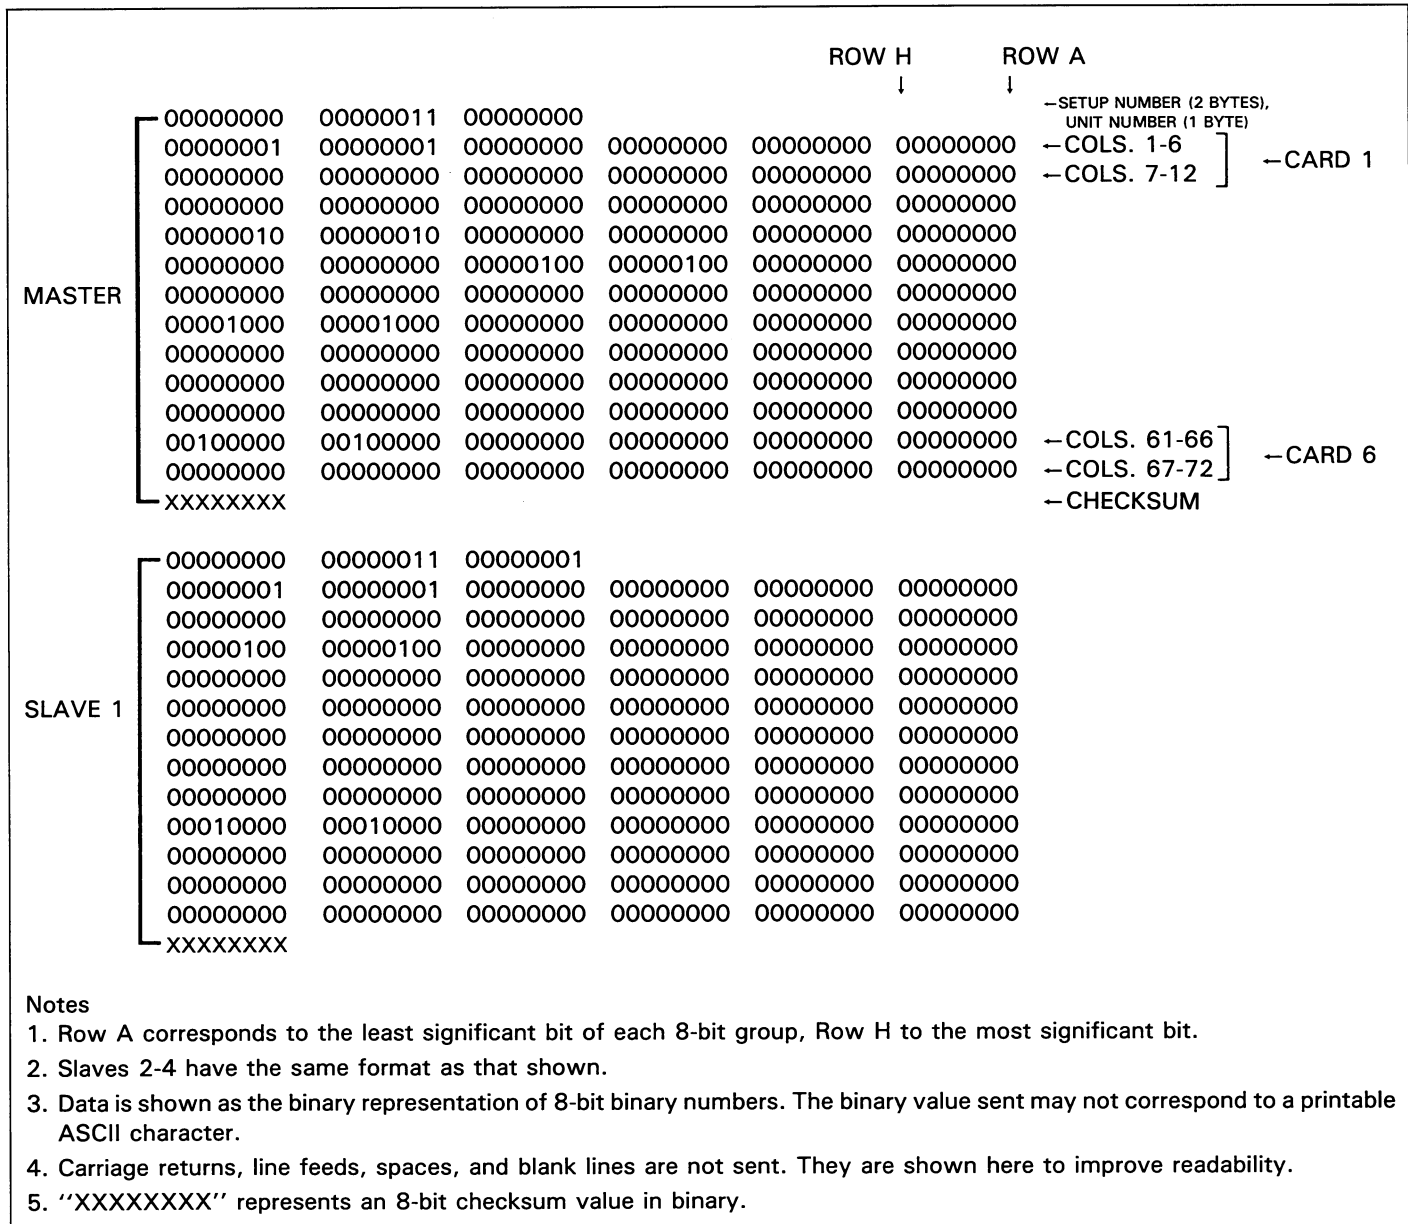 ROW H ROW A
↓ ↓
00000000 00000011 00000000 ←SETUP NUMBER (2 BYTES),
UNIT NUMBER (1 BYTE)
00000001 00000001 00000000 00000000 00000000 00000000 ←COLS. 1-6
←CARD 1
00000000 00000000 00000000 00000000 00000000 00000000 ←COLS. 7-12
00000000 00000000 00000000 00000000 00000000 00000000
00000010 00000010 00000000 00000000 00000000 00000000
00000000 00000000 00000100 00000100 00000000 00000000
MASTER 00000000 00000000 00000000 00000000 00000000 00000000
00001000 00001000 00000000 00000000 00000000 00000000
00000000 00000000 00000000 00000000 00000000 00000000
00000000 00000000 00000000 00000000 00000000 00000000
00000000 00000000 00000000 00000000 00000000 00000000
00100000 00100000 00000000 00000000 00000000 00000000 ←COLS. 61-66
←CARD 6
00000000 00000000 00000000 00000000 00000000 00000000 ←COLS. 67-72
XXXXXXXX ←CHECKSUM
00000000 00000011 00000001
00000001 00000001 00000000 00000000 00000000 00000000
00000000 00000000 00000000 00000000 00000000 00000000
00000100 00000100 00000000 00000000 00000000 00000000
00000000 00000000 00000000 00000000 00000000 00000000
SLAVE 1 00000000 00000000 00000000 00000000 00000000 00000000
00000000 00000000 00000000 00000000 00000000 00000000
00000000 00000000 00000000 00000000 00000000 00000000
00000000 00000000 00000000 00000000 00000000 00000000
00010000 00010000 00000000 00000000 00000000 00000000
00000000 00000000 00000000 00000000 00000000 00000000
00000000 00000000 00000000 00000000 00000000 00000000
00000000 00000000 00000000 00000000 00000000 00000000
XXXXXXXX
Notes
1. Row A corresponds to the least significant bit of each 8-bit group, Row H to the most significant bit.
2. Slaves 2-4 have the same format as that shown.
3. Data is shown as the binary representation of 8-bit binary numbers. The binary value sent may not correspond to a printable
ASCII character.
4. Carriage returns, line feeds, spaces, and blank lines are not sent. They are shown here to improve readability.
5. ''XXXXXXXX'' represents an 8-bit checksum value in binary.